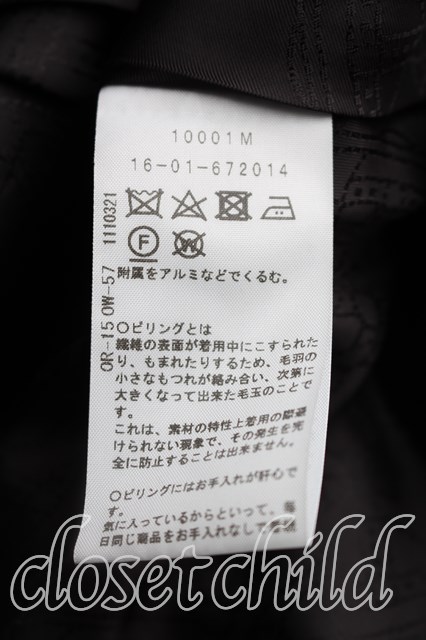 10001M
16-01-672014
F
W
附属をアルミなどでくるむ。
OR-15 0W-57 1110321
○ピリングとは
繊維の表面が着用中にこすられた
り、もまれたりするため、毛羽の
小さなもつれが絡み合い、次第に
大きくなって出来た毛玉のことで
す。
これは、素材の特性上着用の際避
けられない現象で、その発生を完
全に防止することは出来ません。
○ピリングにはお手入れが肝心で
す。
気に入っているからといって、毎
日同じ商品をお手入れなしで
closetchild